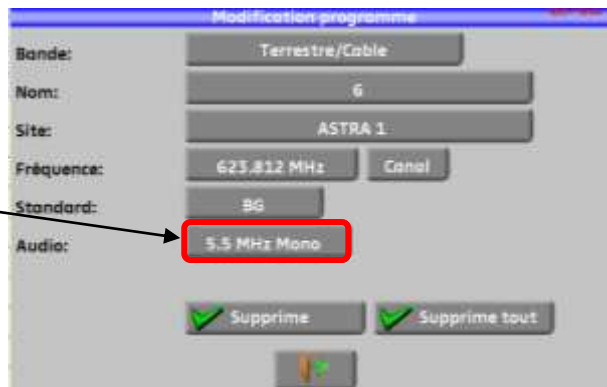 Modification programme
Bande: Terrestre/Cable
Nom: 6
Site: ASTRA 1
Fréquence: 623.812 MHz Canal
Standard: BG
Audio: 5.5 MHz Mono
Supprime Supprime tout